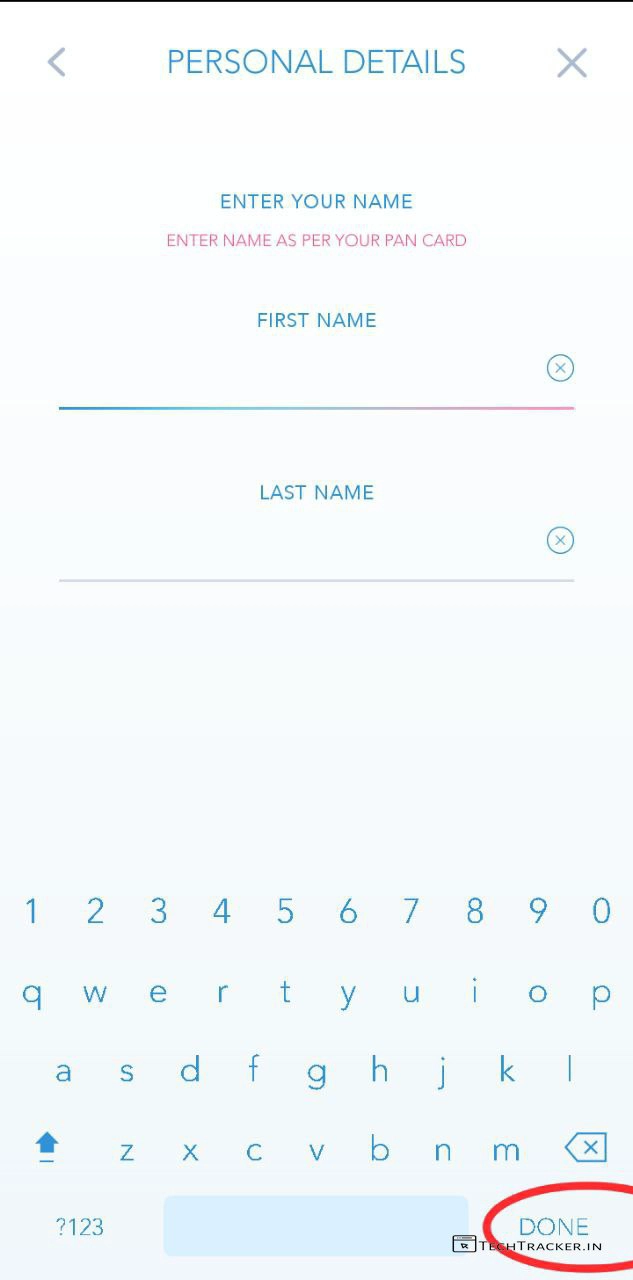 PERSONAL DETAILS
ENTER YOUR NAME
ENTER NAME AS PER YOUR PAN CARD
FIRST NAME
LAST NAME
1 2 3 4 5 6 7 8 9 0
q w e r t y u i o p
a s d f g h j k l
z x c v b n m
?123 DONE
TECHTRACKER.IN